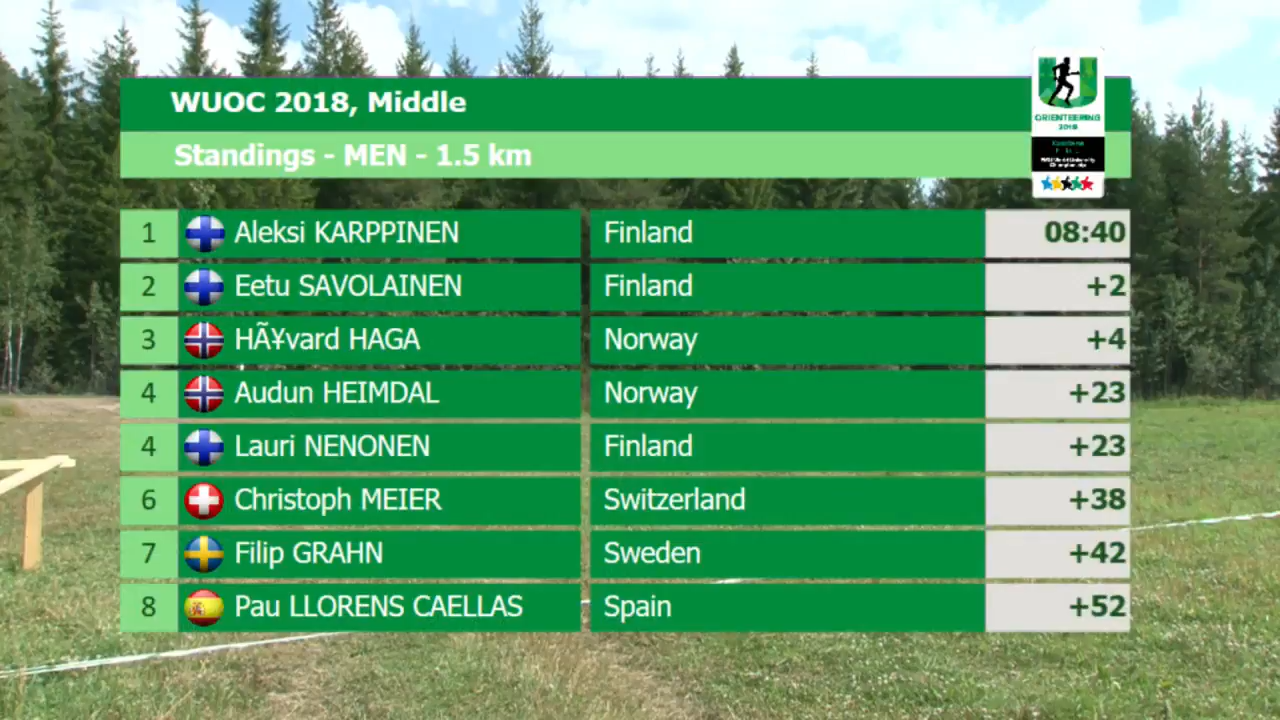 WUOC 2018, Middle
Standings - MEN - 1.5 km
ORIENTEERING
2018
1 Aleksi KARPPINEN Finland 08:40
2 Eetu SAVOLAINEN Finland +2
3 HÃ¥vard HAGA Norway +4
4 Audun HEIMDAL Norway +23
4 Lauri NENONEN Finland +23
6 Christoph MEIER Switzerland +38
7 Filip GRAHN Sweden +42
8 Pau LLORENS CAELLAS Spain +52